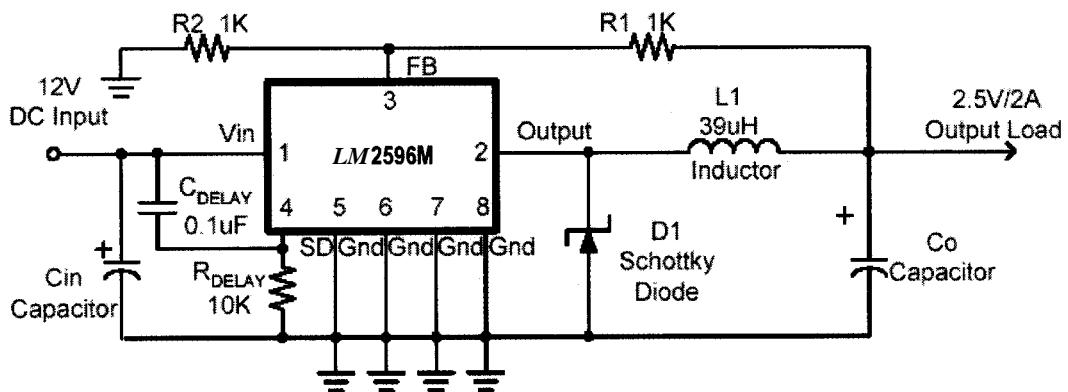 R2 1K
R1 1K
FB
3
12V
DC Input
Vin
1
LM2596M
2
Output
L1
39uH
Inductor
2.5V/2A
Output Load
CDELAY
0.1uF
4 5 6 7 8
SD Gnd Gnd Gnd Gnd
+
Cin
Capacitor
RDELAY
10K
D1
Schottky
Diode
+
Co
Capacitor